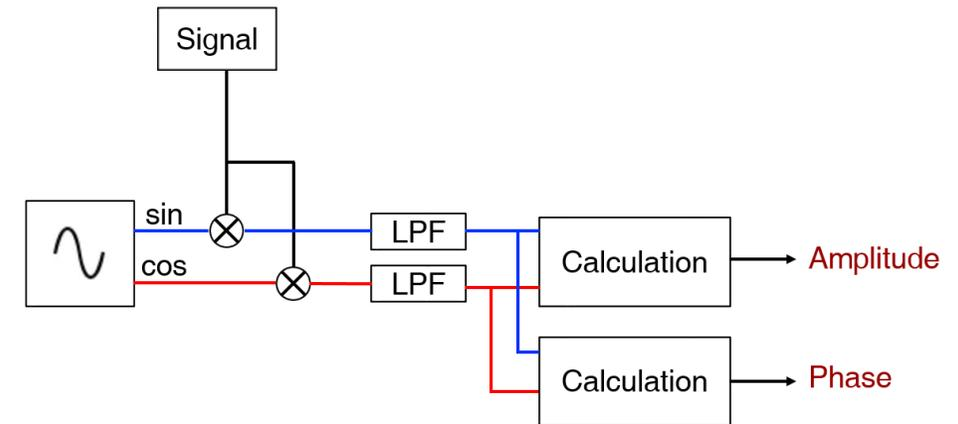 Signal
sin
cos
LPF
LPF
Calculation
Amplitude
Calculation
Phase